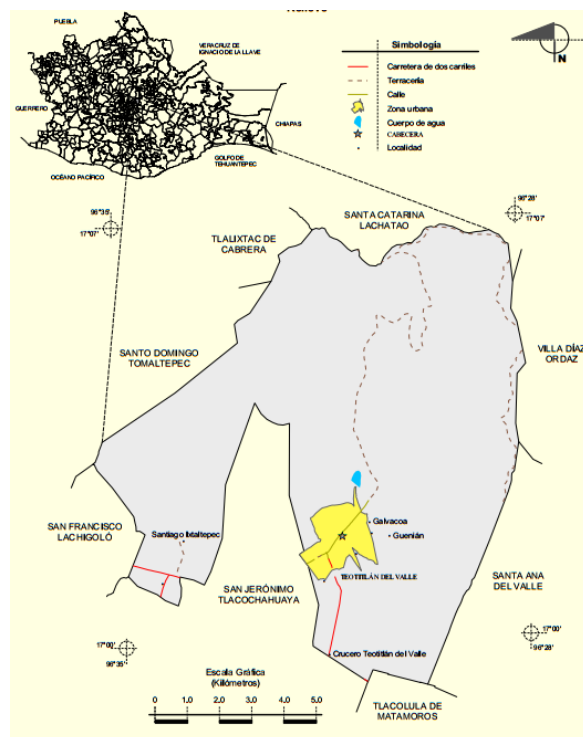 PUEBLA
VERACRUZ DE
IGNACIO DE LA LLAVE
GUERRERO
CHIAPAS
GOLFO DE
TEHUANTEPEC
OCÉANO PACÍFICO
Simbología
Carretera de dos carriles
Terracería
Calle
Zona urbana
Cuerpo de agua
CABECERA
Localidad
N
96°35'
17°07'
96°28'
17°07'
SANTA CATARINA
LACHATAO
TLALIXTAC DE
CABRERA
SANTO DOMINGO
TOMALTEPEC
VILLA DÍAZ
ORDAZ
SAN FRANCISCO
LACHIGOLÓ
Santiago Ixtaltepec
Galvacoa
Guenlán
TEOTITLÁN DEL VALLE
SAN JERÓNIMO
TLACOCHAHUAYA
SANTA ANA
DEL VALLE
17°00'
96°35'
17°00'
96°28'
Crucero Teotitlán del Valle
Escala Gráfica
(Kilómetros)
0 1.0 2.0 3.0 4.0 5.0
TLACOLULA DE
MATAMOROS